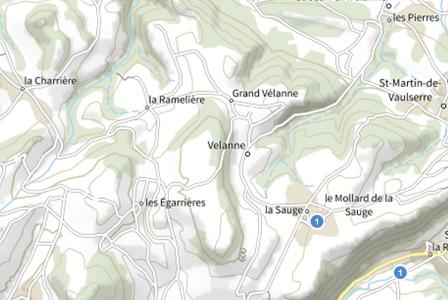 les Pierres
la Charrière
St-Martin-de-
Vaulserre
la Ramelière
Grand Vélanne
Velanne
les Égarrières
le Mollard de la
Sauge
la Sauge
1
600
1